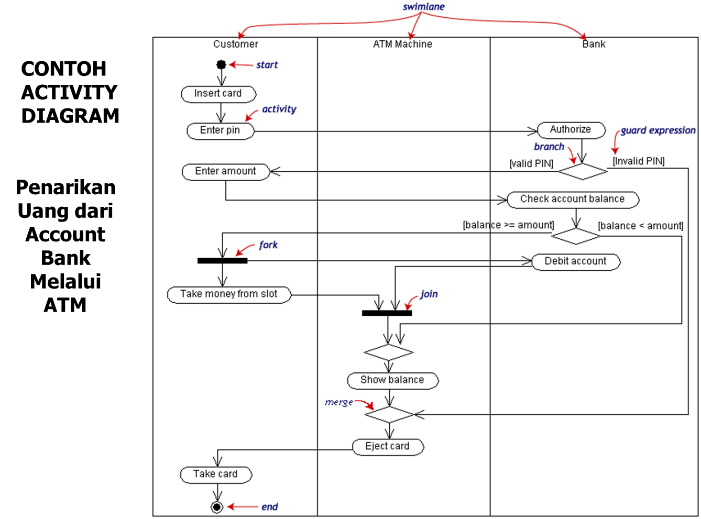 swimlane
Customer
ATM Machine
Bank
CONTOH
ACTIVITY
DIAGRAM
start
Insert card
activity
Enter pin
Authorize
guard expression
branch
[valid PIN]
[Invalid PIN]
Enter amount
Check account balance
Penarikan
Uang dari
Account
Bank
Melalui
ATM
[balance >= amount]
[balance < amount]
fork
Debit account
Take money from slot
join
Show balance
merge
Eject card
Take card
end